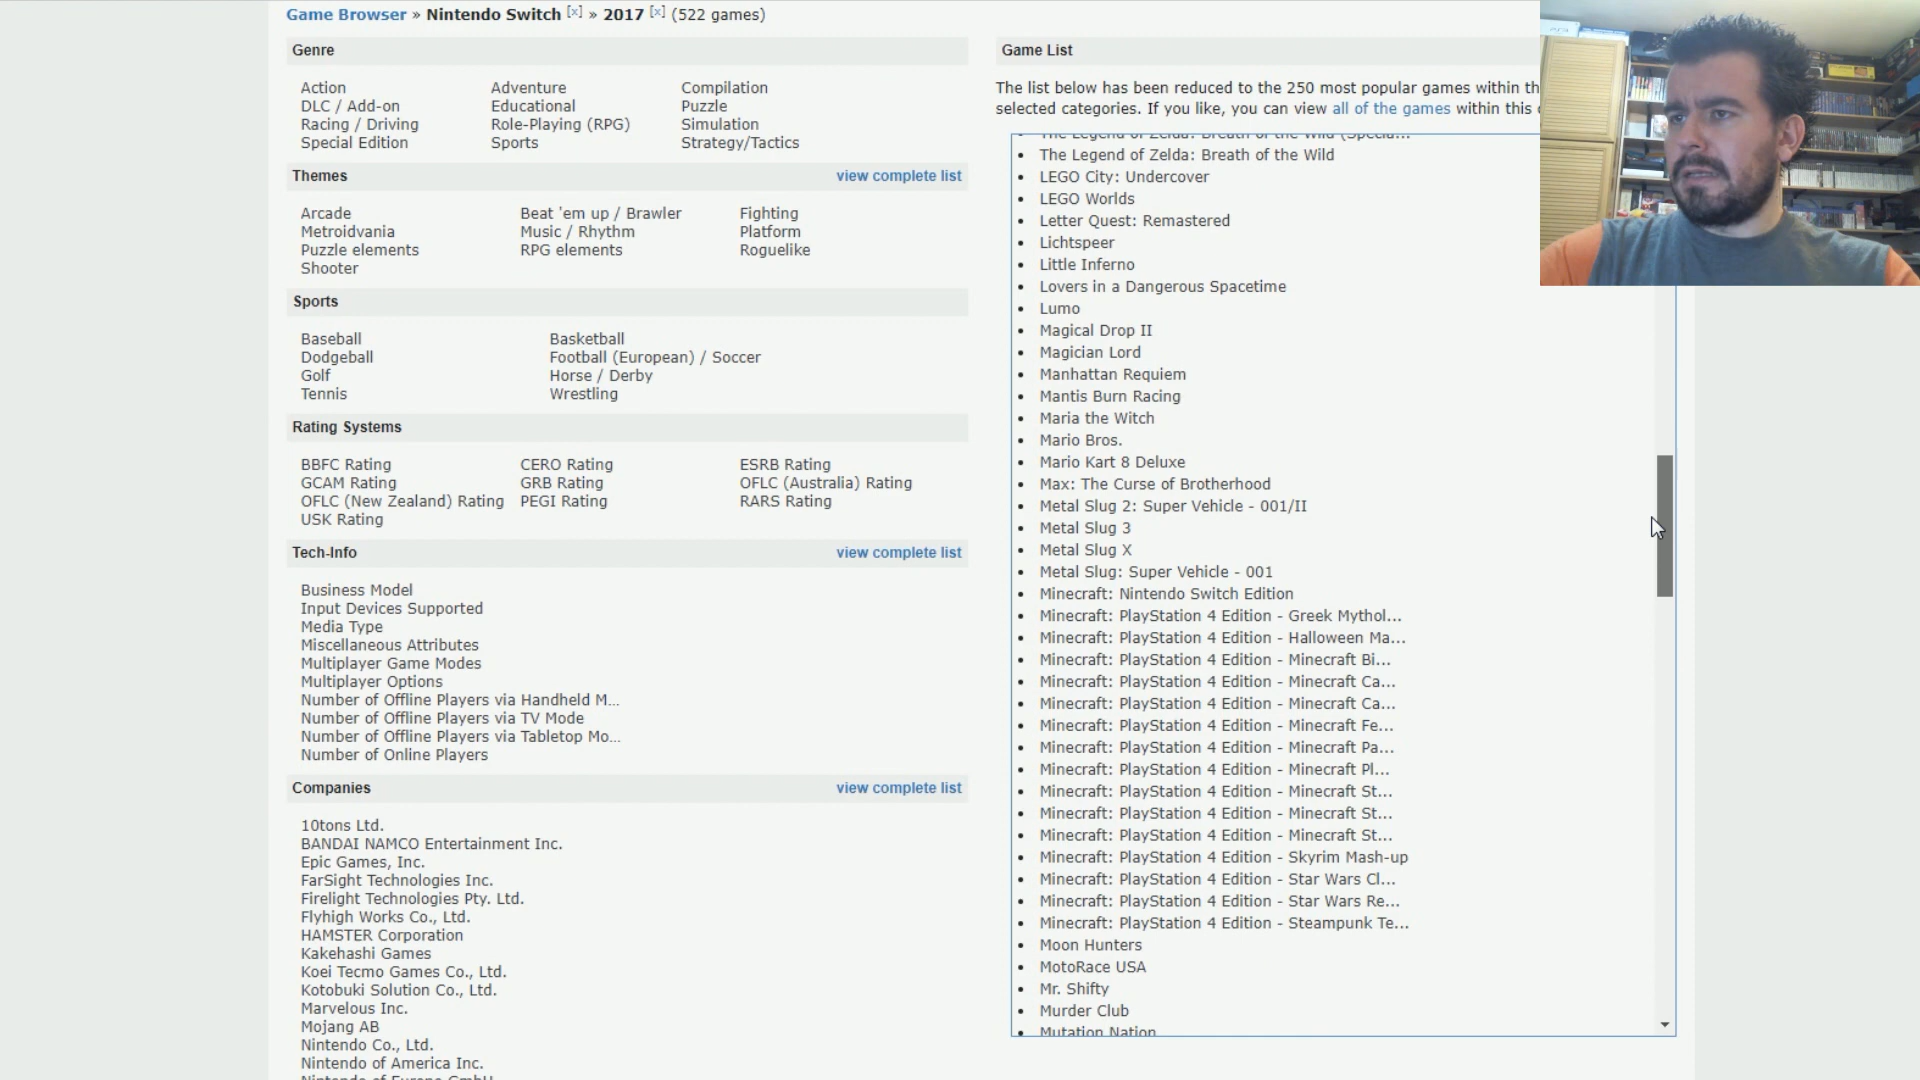 Game Browser » Nintendo Switch [x] » 2017 [x] (522 games)
Genre
Action Adventure Compilation
DLC / Add-on Educational Puzzle
Racing / Driving Role-Playing (RPG) Simulation
Special Edition Sports Strategy/Tactics
Themes view complete list
Arcade Beat 'em up / Brawler Fighting
Metroidvania Music / Rhythm Platform
Puzzle elements RPG elements Roguelike
Shooter
Sports
Baseball Basketball
Dodgeball Football (European) / Soccer
Golf Horse / Derby
Tennis Wrestling
Rating Systems
BBFC Rating CERO Rating ESRB Rating
GCAM Rating GRB Rating OFLC (Australia) Rating
OFLC (New Zealand) Rating PEGI Rating RARS Rating
USK Rating
Tech-Info view complete list
Business Model
Input Devices Supported
Media Type
Miscellaneous Attributes
Multiplayer Game Modes
Multiplayer Options
Number of Offline Players via Handheld M...
Number of Offline Players via TV Mode
Number of Offline Players via Tabletop Mo...
Number of Online Players
Companies view complete list
10tons Ltd.
BANDAI NAMCO Entertainment Inc.
Epic Games, Inc.
FarSight Technologies Inc.
Firelight Technologies Pty. Ltd.
Flyhigh Works Co., Ltd.
HAMSTER Corporation
Kakehashi Games
Koei Tecmo Games Co., Ltd.
Kotobuki Solution Co., Ltd.
Marvelous Inc.
Mojang AB
Nintendo Co., Ltd.
Nintendo of America Inc.
Nintendo of Europe GmbH
Game List
The list below has been reduced to the 250 most popular games within th
selected categories. If you like, you can view all of the games within this
The Legend of Zelda: Breath of the Wild (Specia...
The Legend of Zelda: Breath of the Wild
LEGO City: Undercover
LEGO Worlds
Letter Quest: Remastered
Lichtspeer
Little Inferno
Lovers in a Dangerous Spacetime
Lumo
Magical Drop II
Magician Lord
Manhattan Requiem
Mantis Burn Racing
Maria the Witch
Mario Bros.
Mario Kart 8 Deluxe
Max: The Curse of Brotherhood
Metal Slug 2: Super Vehicle - 001/II
Metal Slug 3
Metal Slug X
Metal Slug: Super Vehicle - 001
Minecraft: Nintendo Switch Edition
Minecraft: PlayStation 4 Edition - Greek Mythol...
Minecraft: PlayStation 4 Edition - Halloween Ma...
Minecraft: PlayStation 4 Edition - Minecraft Bi...
Minecraft: PlayStation 4 Edition - Minecraft Ca...
Minecraft: PlayStation 4 Edition - Minecraft Ca...
Minecraft: PlayStation 4 Edition - Minecraft Fe...
Minecraft: PlayStation 4 Edition - Minecraft Pa...
Minecraft: PlayStation 4 Edition - Minecraft Pl...
Minecraft: PlayStation 4 Edition - Minecraft St...
Minecraft: PlayStation 4 Edition - Minecraft St...
Minecraft: PlayStation 4 Edition - Minecraft St...
Minecraft: PlayStation 4 Edition - Skyrim Mash-up
Minecraft: PlayStation 4 Edition - Star Wars Cl...
Minecraft: PlayStation 4 Edition - Star Wars Re...
Minecraft: PlayStation 4 Edition - Steampunk Te...
Moon Hunters
MotoRace USA
Mr. Shifty
Murder Club
Mutation Nation